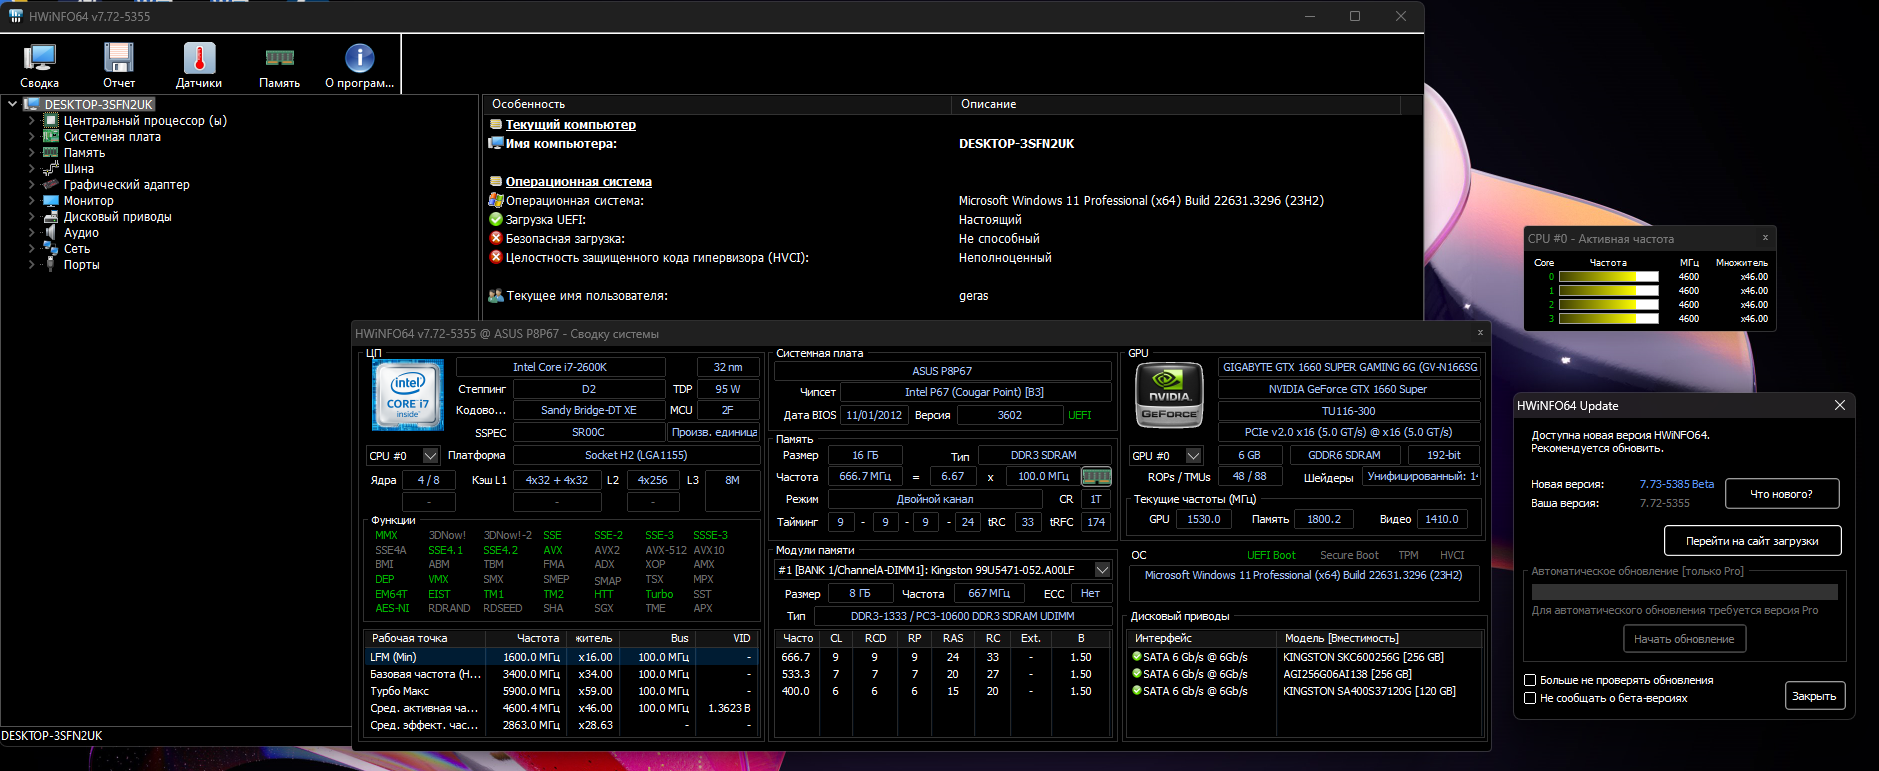 HWiNFO64 v7.72-5355
Сводка Отчет Датчики Память О програм...
DESKTOP-3SFN2UK
Центральный процессор (ы)
Системная плата
Память
Шина
Графический адаптер
Монитор
Дисковый приводы
Аудио
Сеть
Порты
Особенность Описание
Текущий компьютер
Имя компьютера: DESKTOP-3SFN2UK
Операционная система
Операционная система: Microsoft Windows 11 Professional (x64) Build 22631.3296 (23H2)
Загрузка UEFI: Настоящий
Безопасная загрузка: Не способный
Целостность защищенного кода гипервизора (HVCI): Неполноценный
Текущее имя пользователя: geras
DESKTOP-3SFN2UK
HWiNFO64 v7.72-5355 @ ASUS P8P67 - Сводку системы
ЦП
intel CORE i7 inside
Intel Core i7-2600K 32 nm
Степпинг D2 TDP 95 W
Кодово... Sandy Bridge-DT XE MCU 2F
SSPEC SR00C Произв. единица
CPU #0 Платформа Socket H2 (LGA1155)
Ядра 4 / 8 Кэш L1 4x32 + 4x32 L2 4x256 L3 8M
- - -
Функции
MMX 3DNow! 3DNow!-2 SSE SSE-2 SSE-3 SSSE-3
SSE4A SSE4.1 SSE4.2 AVX AVX2 AVX-512 AVX10
BMI ABM TBM FMA ADX XOP AMX
DEP VMX SMX SMEP SMAP TSX MPX
EM64T EIST TM1 TM2 HTT Turbo SST
AES-NI RDRAND RDSEED SHA SGX TME APX
Рабочая точка Частота житель Bus VID
LFM (Min) 1600.0 МГц x16.00 100.0 МГц -
Базовая частота (H... 3400.0 МГц x34.00 100.0 МГц -
Турбо Макс 5900.0 МГц x59.00 100.0 МГц -
Сред. активная ча... 4600.4 МГц x46.00 100.0 МГц 1.3623 В
Сред. эффект. час... 2863.0 МГц x28.63 - -
Системная плата
ASUS P8P67
Чипсет Intel P67 (Cougar Point) [B3]
Дата BIOS 11/01/2012 Версия 3602 UEFI
Память
Размер 16 ГБ Тип DDR3 SDRAM
Частота 666.7 МГц = 6.67 x 100.0 МГц
Режим Двойной канал CR 1T
Тайминг 9 - 9 - 9 - 24 tRC 33 tRFC 174
Модули памяти
#1 [BANK 1/ChannelA-DIMM1]: Kingston 99U5471-052.A00LF
Размер 8 ГБ Частота 667 МГц ECC Нет
Тип DDR3-1333 / PC3-10600 DDR3 SDRAM UDIMM
Часто CL RCD RP RAS RC Ext. В
666.7 9 9 9 24 33 - 1.50
533.3 7 7 7 20 27 - 1.50
400.0 6 6 6 15 20 - 1.50
GPU
NVIDIA. GEFORCE
GIGABYTE GTX 1660 SUPER GAMING 6G (GV-N166SG
NVIDIA GeForce GTX 1660 Super
TU116-300
PCIe v2.0 x16 (5.0 GT/s) @ x16 (5.0 GT/s)
GPU #0 6 GB GDDR6 SDRAM 192-bit
ROPs / TMUs 48 / 88 Шейдеры Унифицированный: 14
Текущие частоты (МГц)
GPU 1530.0 Память 1800.2 Видео 1410.0
ОС UEFI Boot Secure Boot TPM HVCI
Microsoft Windows 11 Professional (x64) Build 22631.3296 (23H2)
Дисковый приводы
Интерфейс Модель [Вместимость]
SATA 6 Gb/s @ 6Gb/s KINGSTON SKC600256G [256 GB]
SATA 6 Gb/s @ 6Gb/s AGI256G06AI138 [256 GB]
SATA 6 Gb/s @ 6Gb/s KINGSTON SA400S37120G [120 GB]
CPU #0 - Активная частота
Core Частота МГц Множитель
0 4600 x46.00
1 4600 x46.00
2 4600 x46.00
3 4600 x46.00
HWiNFO64 Update
Доступна новая версия HWiNFO64.
Рекомендуется обновить.
Новая версия: 7.73-5385 Beta
Ваша версия: 7.72-5355
Что нового?
Перейти на сайт загрузки
Автоматическое обновление [только Pro]
Для автоматического обновления требуется версия Pro
Начать обновление
Больше не проверять обновления
Не сообщать о бета-версиях
Закрыть